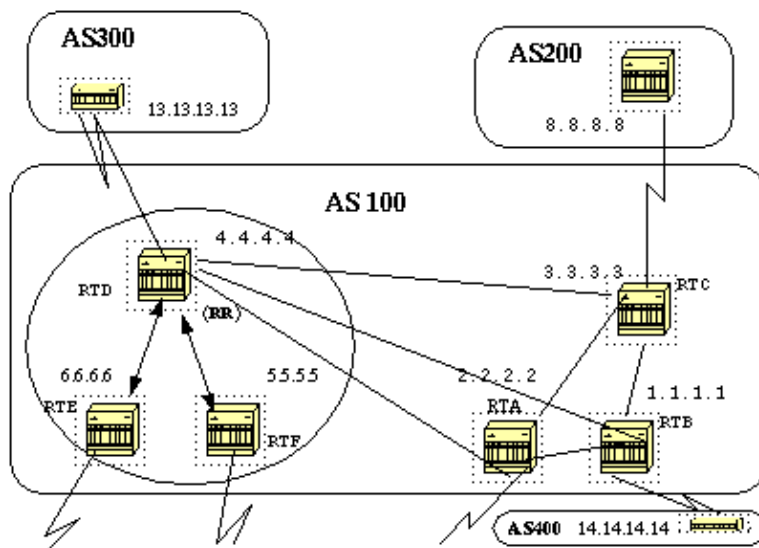 AS300
13.13.13.13
AS200
8.8.8.8
AS 100
4.4.4.4
RTD
(RR)
3.3.3.3
RTC
6.6.6.6
5.5.5.5
2.2.2.2
1.1.1.1
RTE
RTF
RTA
RTB
AS400 14.14.14.14